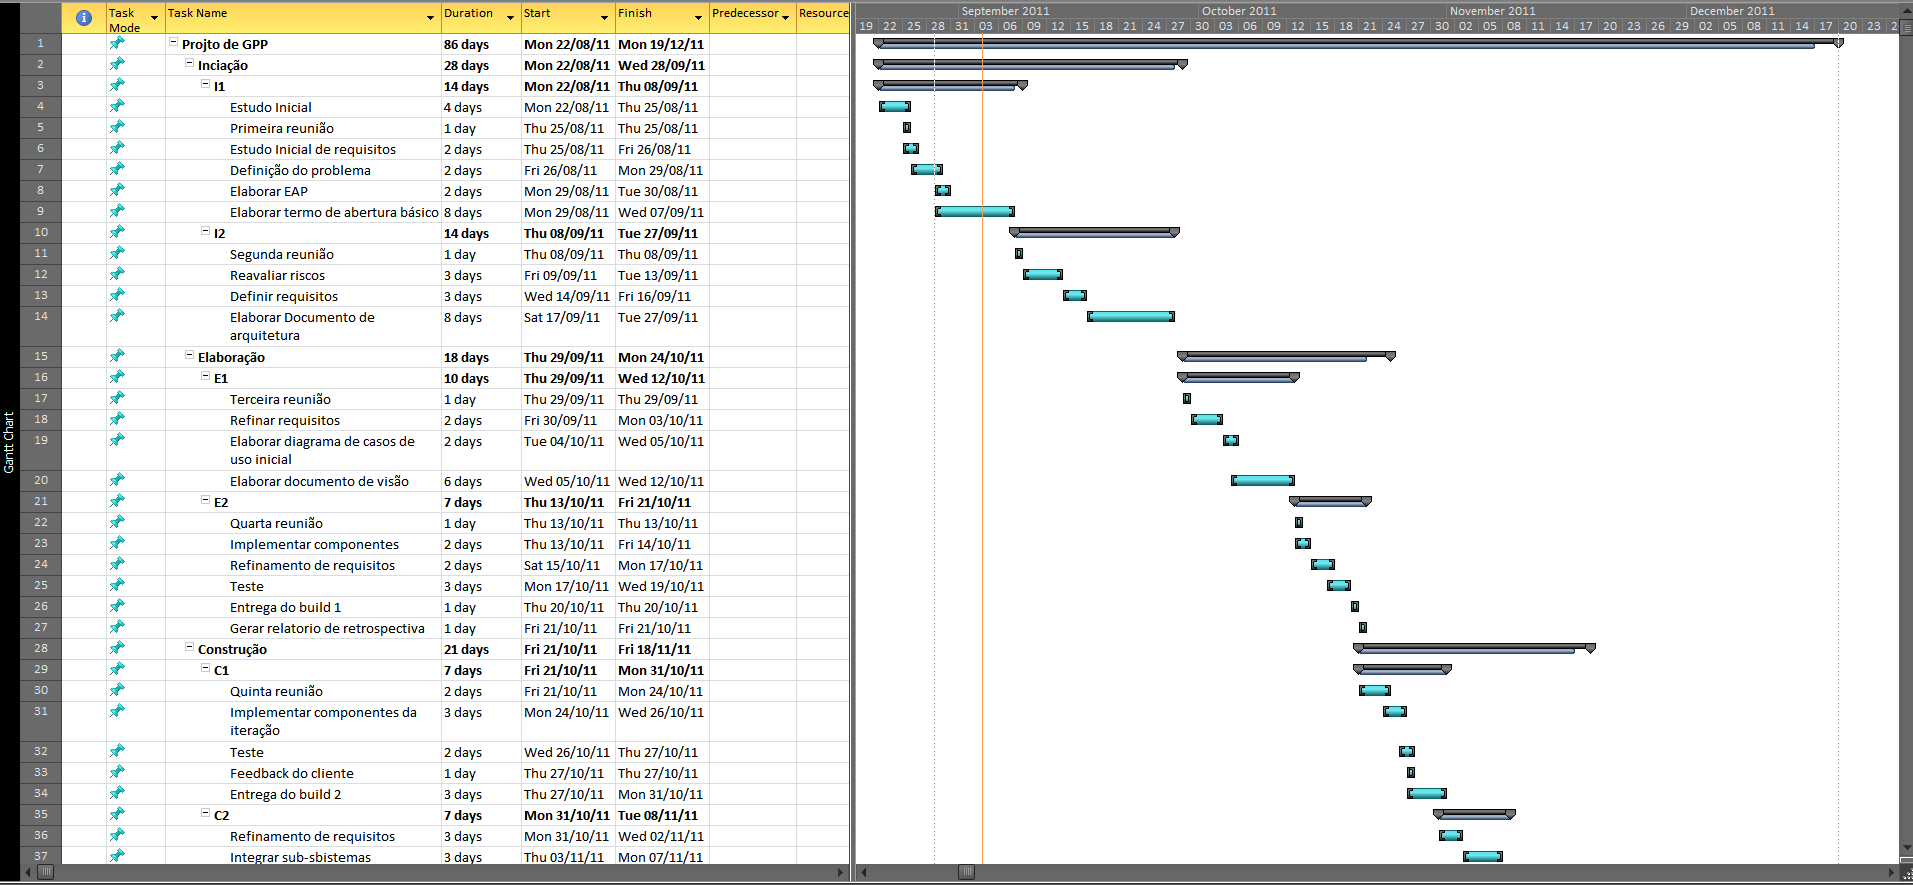 Task Mode Task Name Duration Start Finish Predecessor Resource
1 Projto de GPP 86 days Mon 22/08/11 Mon 19/12/11
2 Inciação 28 days Mon 22/08/11 Wed 28/09/11
3 I1 14 days Mon 22/08/11 Thu 08/09/11
4 Estudo Inicial 4 days Mon 22/08/11 Thu 25/08/11
5 Primeira reunião 1 day Thu 25/08/11 Thu 25/08/11
6 Estudo Inicial de requisitos 2 days Thu 25/08/11 Fri 26/08/11
7 Definição do problema 2 days Fri 26/08/11 Mon 29/08/11
8 Elaborar EAP 2 days Mon 29/08/11 Tue 30/08/11
9 Elaborar termo de abertura básico 8 days Mon 29/08/11 Wed 07/09/11
10 I2 14 days Thu 08/09/11 Tue 27/09/11
11 Segunda reunião 1 day Thu 08/09/11 Thu 08/09/11
12 Reavaliar riscos 3 days Fri 09/09/11 Tue 13/09/11
13 Definir requisitos 3 days Wed 14/09/11 Fri 16/09/11
14 Elaborar Documento de 8 days Sat 17/09/11 Tue 27/09/11
arquitetura
15 Elaboração 18 days Thu 29/09/11 Mon 24/10/11
16 E1 10 days Thu 29/09/11 Wed 12/10/11
17 Terceira reunião 1 day Thu 29/09/11 Thu 29/09/11
18 Refinar requisitos 2 days Fri 30/09/11 Mon 03/10/11
19 Elaborar diagrama de casos de 2 days Tue 04/10/11 Wed 05/10/11
uso inicial
20 Elaborar documento de visão 6 days Wed 05/10/11 Wed 12/10/11
21 E2 7 days Thu 13/10/11 Fri 21/10/11
22 Quarta reunião 1 day Thu 13/10/11 Thu 13/10/11
23 Implementar componentes 2 days Thu 13/10/11 Fri 14/10/11
24 Refinamento de requisitos 2 days Sat 15/10/11 Mon 17/10/11
25 Teste 3 days Mon 17/10/11 Wed 19/10/11
26 Entrega do build 1 1 day Thu 20/10/11 Thu 20/10/11
27 Gerar relatorio de retrospectiva 1 day Fri 21/10/11 Fri 21/10/11
28 Construção 21 days Fri 21/10/11 Fri 18/11/11
29 C1 7 days Fri 21/10/11 Mon 31/10/11
30 Quinta reunião 2 days Fri 21/10/11 Mon 24/10/11
31 Implementar componentes da 3 days Mon 24/10/11 Wed 26/10/11
iteração
32 Teste 2 days Wed 26/10/11 Thu 27/10/11
33 Feedback do cliente 1 day Thu 27/10/11 Thu 27/10/11
34 Entrega do build 2 3 days Thu 27/10/11 Mon 31/10/11
35 C2 7 days Mon 31/10/11 Tue 08/11/11
36 Refinamento de requisitos 3 days Mon 31/10/11 Wed 02/11/11
37 Integrar sub-sbistemas 3 days Thu 03/11/11 Mon 07/11/11
Gantt Chart
September 2011 October 2011 November 2011 December 2011
19 22 25 28 31 03 06 09 12 15 18 21 24 27 30 03 06 09 12 15 18 21 24 27 30 02 05 08 11 14 17 20 23 26 29 02 05 08 11 14 17 20 23 2